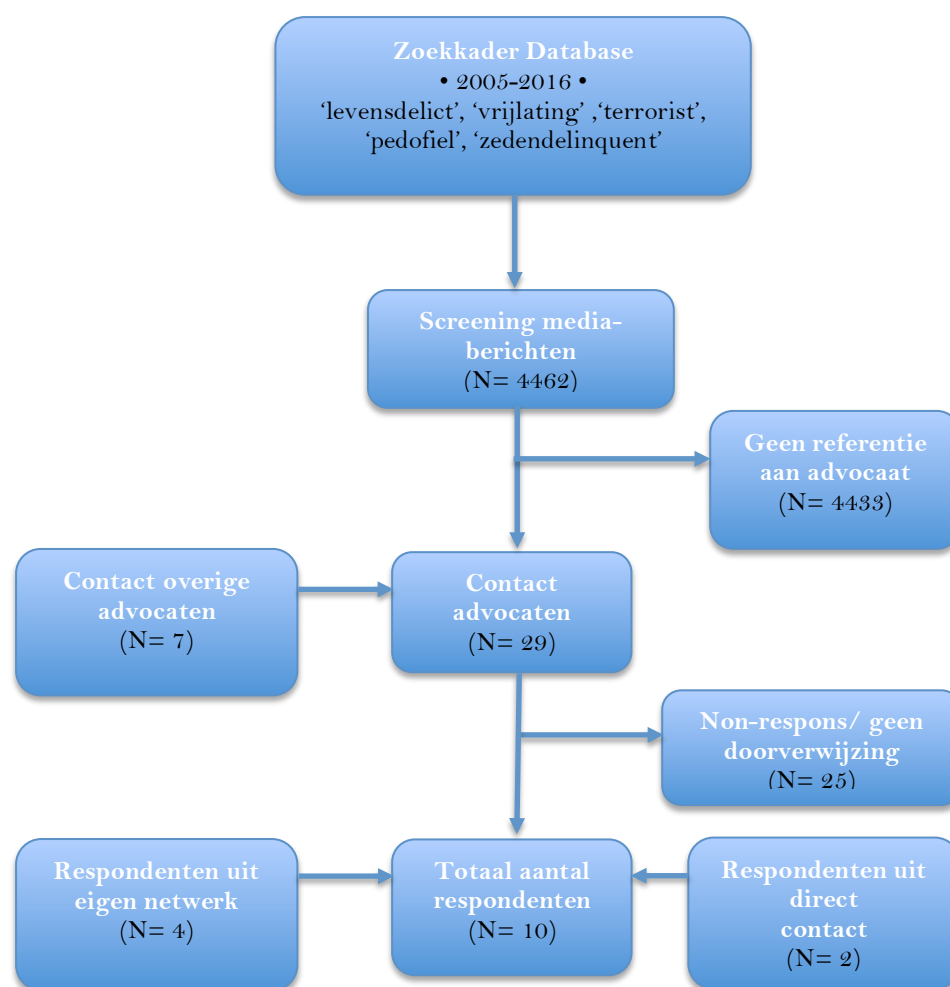 Zoekkader Database
• 2005-2016 •
‘levensdelict’, ‘vrijlating’ ,‘terrorist’,
‘pedofiel’, ‘zedendelinquent’
Screening media-
berichten
(N= 4462)
Geen referentie
aan advocaat
(N= 4433)
Contact overige
advocaten
(N= 7)
Contact
advocaten
(N= 29)
Non-respons/ geen
doorverwijzing
(N= 25)
Respondenten uit
eigen netwerk
(N= 4)
Totaal aantal
respondenten
(N= 10)
Respondenten uit
direct
contact
(N= 2)